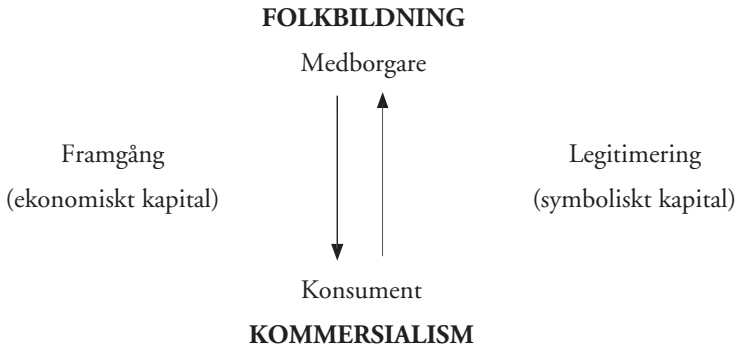 FOLKBILDNING
Medborgare
Framgång
(ekonomiskt kapital)
Legitimering
(symboliskt kapital)
Konsument
KOMMERSIALISM